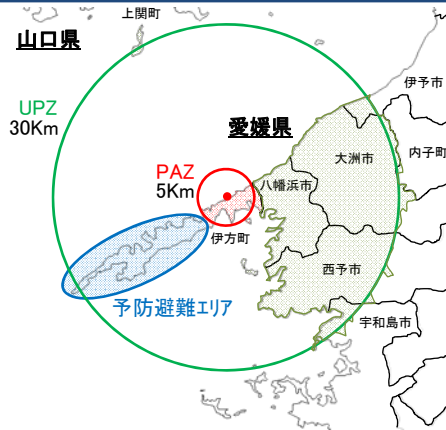 上関町
山口県
伊予市
UPZ
30Km
愛媛県
大洲市
内子町
PAZ
5Km
八幡浜市
伊方町
西予市
予防避難エリア
宇和島市